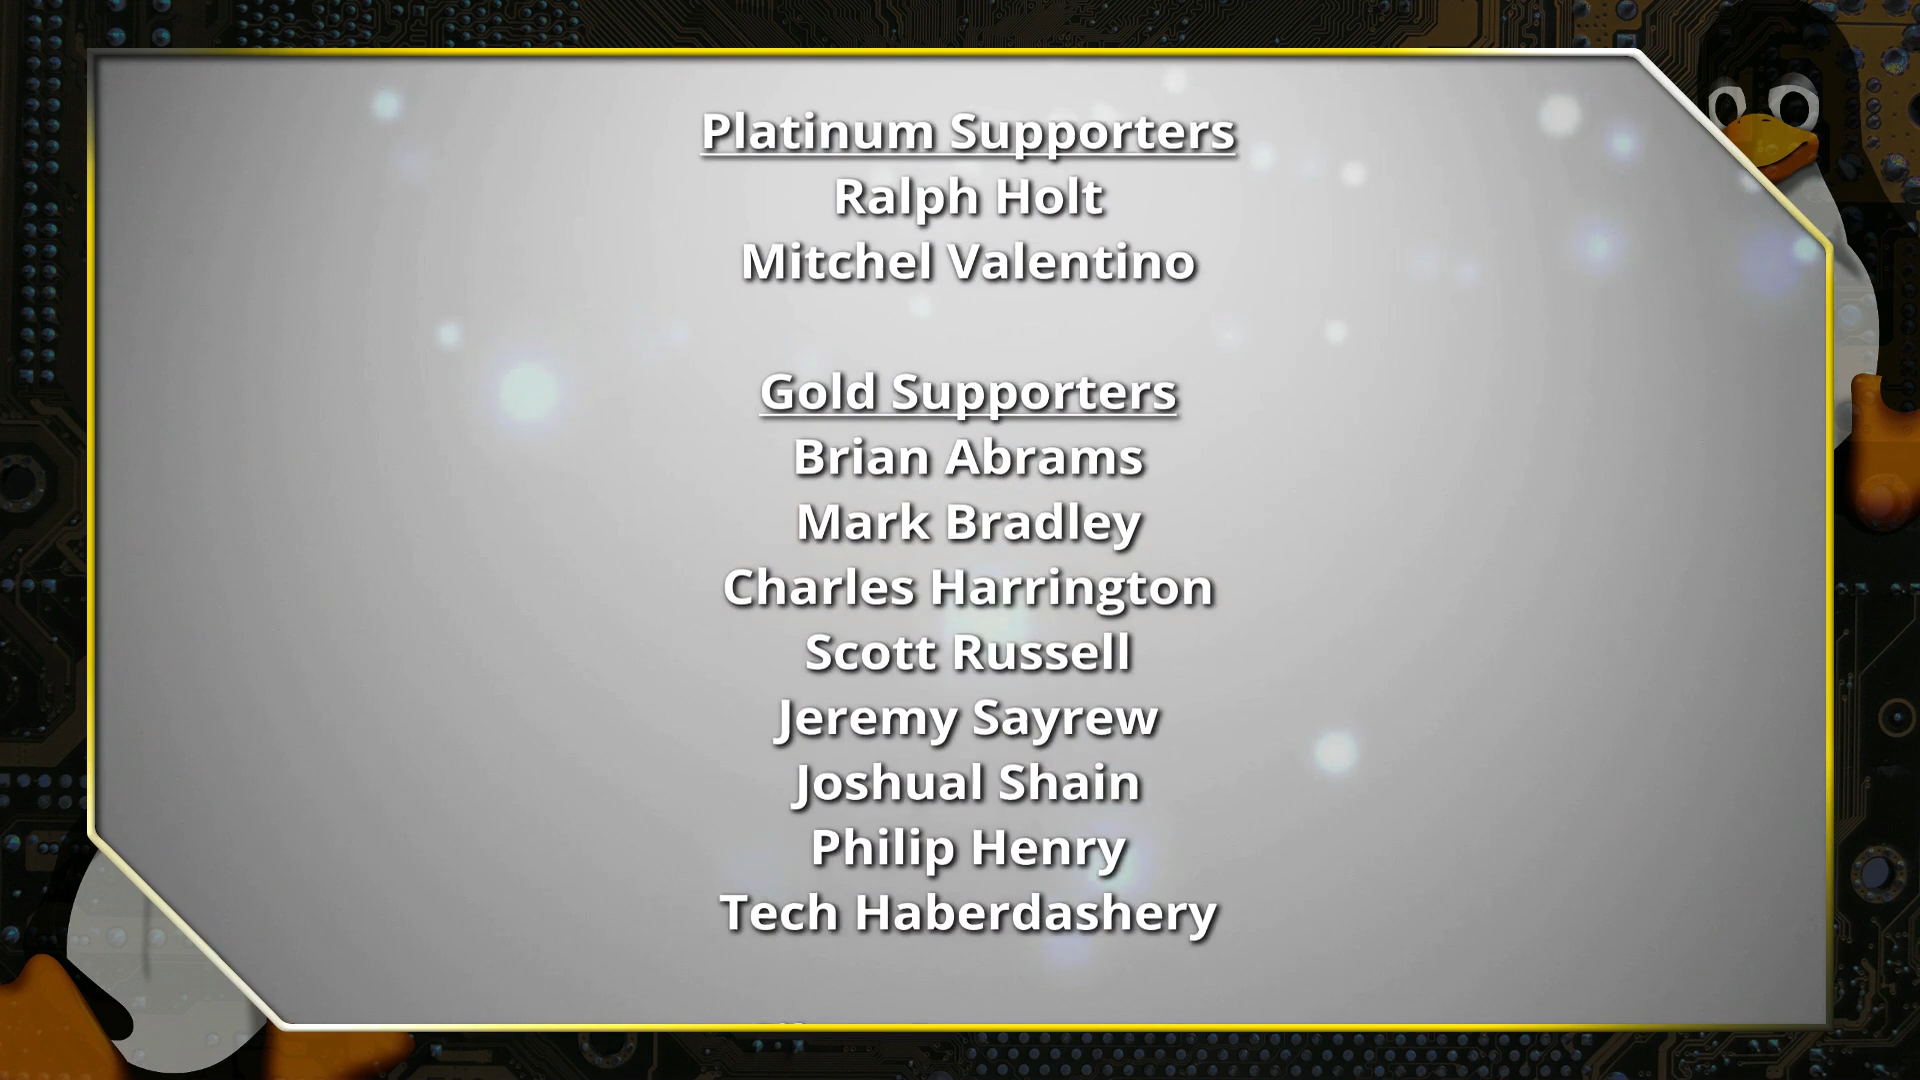 Platinum Supporters
Ralph Holt
Mitchel Valentino
Gold Supporters
Brian Abrams
Mark Bradley
Charles Harrington
Scott Russell
Jeremy Sayrew
Joshual Shain
Philip Henry
Tech Haberdashery